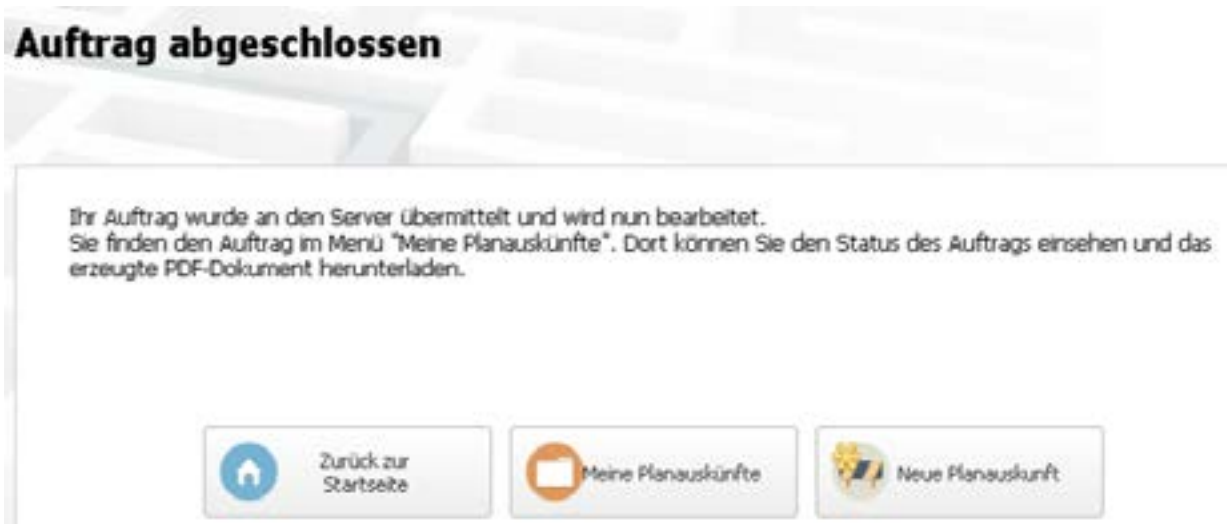 Auftrag abgeschlossen
Ihr Auftrag wurde an den Server übermittelt und wird nun bearbeitet.
Sie finden den Auftrag im Menü "Meine Planauskünfte". Dort können Sie den Status des Auftrags einsehen und das
erzeugte PDF-Dokument herunterladen.
Zurück zur
Startseite
Meine Planauskünfte
Neue Planauskunft